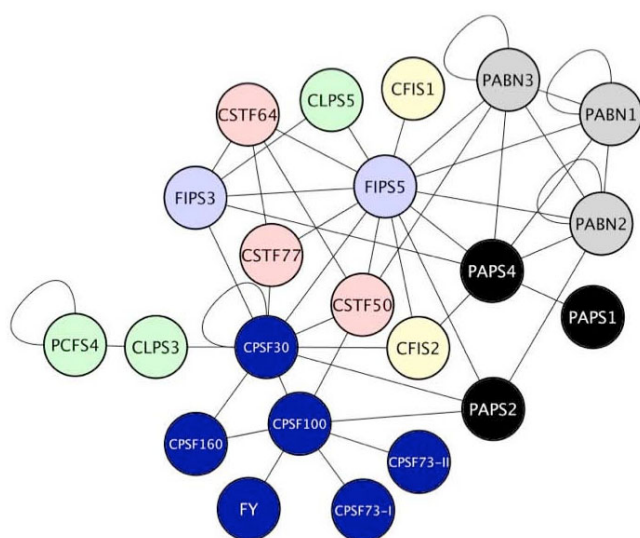 PABN3
CFIS1
CLPS5
PABN1
CSTF64
FIPS5
FIPS3
PABN2
CSTF77
PAPS4
CSTF50
PAPS1
PCFS4
CLPS3
CPSF30
CFIS2
PAPS2
CPSF100
CPSF160
CPSF73-II
FY
CPSF73-I